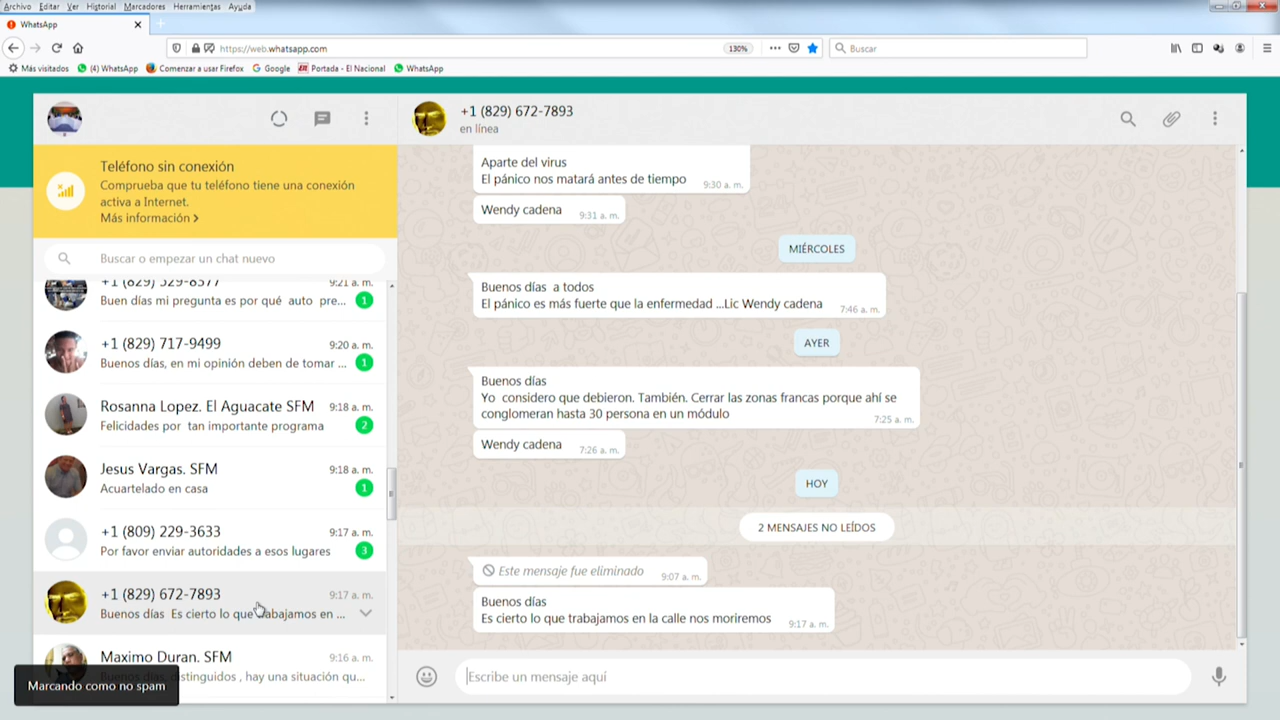 Archivo Editar Ver Historial Marcadores Herramientas Ayuda
WhatsApp
https://web.whatsapp.com
130%
Buscar
Más visitados
(4) WhatsApp
Comenzar a usar Firefox
Google
Portada - El Nacional
WhatsApp
Teléfono sin conexión
Comprueba que tu teléfono tiene una conexión
activa a Internet.
Más información
Buscar o empezar un chat nuevo
+1 (829) 529-8377 9:21 a. m.
Buen días mi pregunta es por qué auto pre... 1
+1 (829) 717-9499 9:20 a. m.
Buenos días, en mi opinión deben de tomar ... 1
Rosanna Lopez. El Aguacate SFM 9:18 a. m.
Felicidades por tan importante programa 2
Jesus Vargas. SFM 9:18 a. m.
Acuartelado en casa 1
+1 (809) 229-3633 9:17 a. m.
Por favor enviar autoridades a esos lugares 3
+1 (829) 672-7893 9:17 a. m.
Buenos días Es cierto lo que trabajamos en ...
Maximo Duran. SFM 9:16 a. m.
Buenos días, distinguidos , hay una situación qu...
Marcando como no spam
+1 (829) 672-7893
en línea
Aparte del virus
El pánico nos matará antes de tiempo 9:30 a. m.
Wendy cadena 9:31 a. m.
MIÉRCOLES
Buenos días a todos
El pánico es más fuerte que la enfermedad ...Lic Wendy cadena 7:46 a. m.
AYER
Buenos días
Yo considero que debieron. También. Cerrar las zonas francas porque ahí se
conglomeran hasta 30 persona en un módulo 7:25 a. m.
Wendy cadena 7:26 a. m.
HOY
2 MENSAJES NO LEÍDOS
Este mensaje fue eliminado 9:07 a. m.
Buenos días
Es cierto lo que trabajamos en la calle nos moriremos 9:17 a. m.
Escribe un mensaje aquí